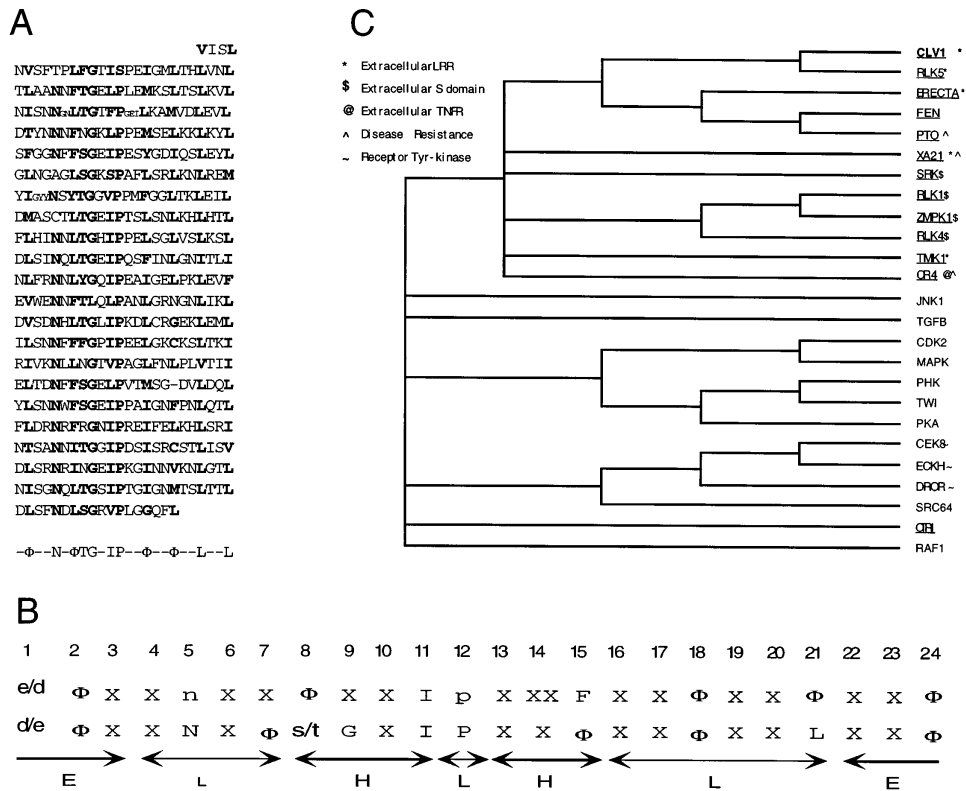 A
VISL
NVSFTPLFGTISPEIGMLTHLVNL
TLAANNFTGELPLEMKSLTSLKVL
NISNNGNLTGTFPGEILKAMVDLEVL
DTYNNNFNGKLPPEMSELKKLKYL
SFGGNFFSGEIPESYGDIQSLEYL
GLNGAGLSGKSPAFLSRLKNLREM
YIGYYNSYTGGVPPMFGGLTKLEIL
DMASCTLTGEIPTSLSNLKHLHTL
FLHINNLTGHIPPELSGLVSLKSL
DLSINQLTGEIPQSFINLGNITLI
NLFRNNLYGQIPEAIGELPKLEVF
EVWENNFTLQLPANLGRNGNLIKL
DVSDNHLTGLIPKDLCRGEKLEML
ILSNNFFFGPIPEELGKCKSLTKI
RIVKNLLNGTVPAGLFNLPLVTII
ELTDNFFSGELPVTMSG-DVLDQL
YLSNNWFSGEIPPAIGNFPNLQTL
FLDRNRFRGNIPREIFELKHLSRI
NTSANNITGGIPDSISRCSTLISV
DLSRNRINGEIPKGINNVKNLGTL
NISGNQLTGSIPTGIGNMTSLTTL
DLSFNDLSGRVPLGGQFL
-Φ--N-ΦTG-IP--Φ--Φ--L--L
* Extracellular LRR
$ Extracellular S domain
@ Extracellular TNFR
^ Disease Resistance
~ Receptor Tyr-kinase
C
CLV1 *
RLK5*
ERECTA*
FEN
PTO ^
XA21 *^
SRK$
RLK1$
ZMPK1$
RLK4$
TMK1*
CR4 @^
JNK1
TGFB
CDK2
MAPK
PHK
TWI
PKA
CEK8~
ECKH~
DROR~
SRC64
CTR1
RAF1
B
1 2 3 4 5 6 7 8 9 10 11 12 13 14 15 16 17 18 19 20 21 22 23 24
e/d Φ X X n X X Φ X X I p X XX F X X Φ X X Φ X X Φ
d/e Φ X X N X Φ s/t G X I P X X Φ X X Φ X X L X X Φ
E L H L H L E